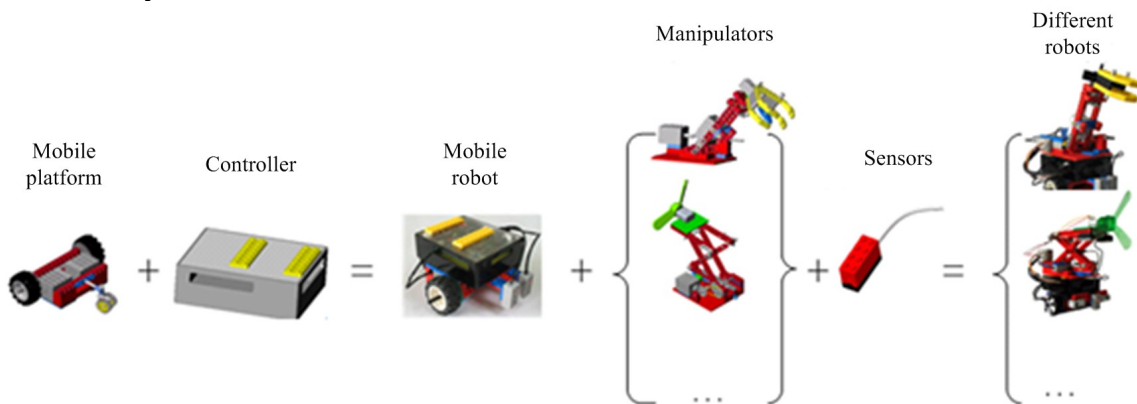 Mobile
platform
Controller
Mobile
robot
Manipulators
Sensors
Different
robots
+
=
+
+
=
...
...